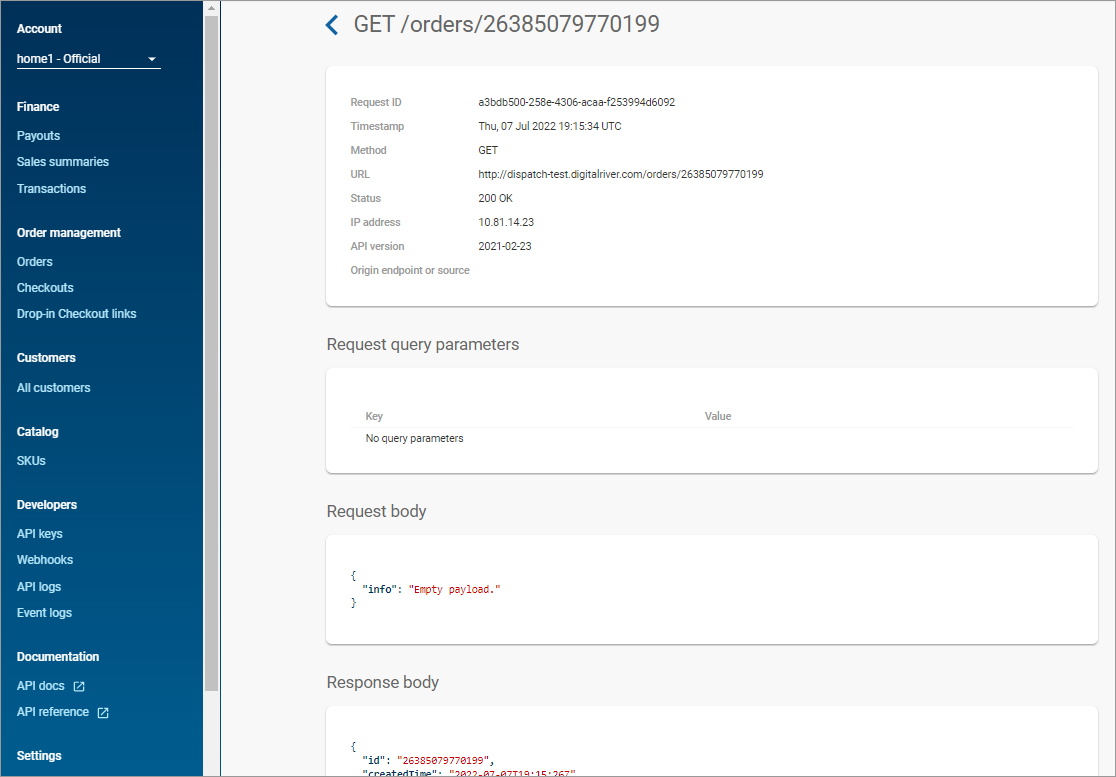 Account
home1 - Official
Finance
Payouts
Sales summaries
Transactions
Order management
Orders
Checkouts
Drop-in Checkout links
Customers
All customers
Catalog
SKUs
Developers
API keys
Webhooks
API logs
Event logs
Documentation
API docs
API reference
Settings
GET /orders/26385079770199
Request ID a3bdb500-258e-4306-acaa-f253994d6092
Timestamp Thu, 07 Jul 2022 19:15:34 UTC
Method GET
URL http://dispatch-test.digitalriver.com/orders/26385079770199
Status 200 OK
IP address 10.81.14.23
API version 2021-02-23
Origin endpoint or source
Request query parameters
Key Value
No query parameters
Request body
{
"info": "Empty payload."
}
Response body
{
"id": "26385079770199",
"createdTime": "2022-07-07T19:15:26Z"